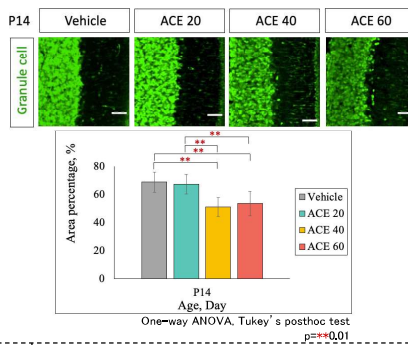 P14 Vehicle ACE 20 ACE 40 ACE 60
Granule cell
**
**
**
**
Area percentage, %
80
60
40
20
0
Vehicle
ACE 20
ACE 40
ACE 60
P14
Age, Day
One-way ANOVA, Tukey's posthoc test
p=**0.01